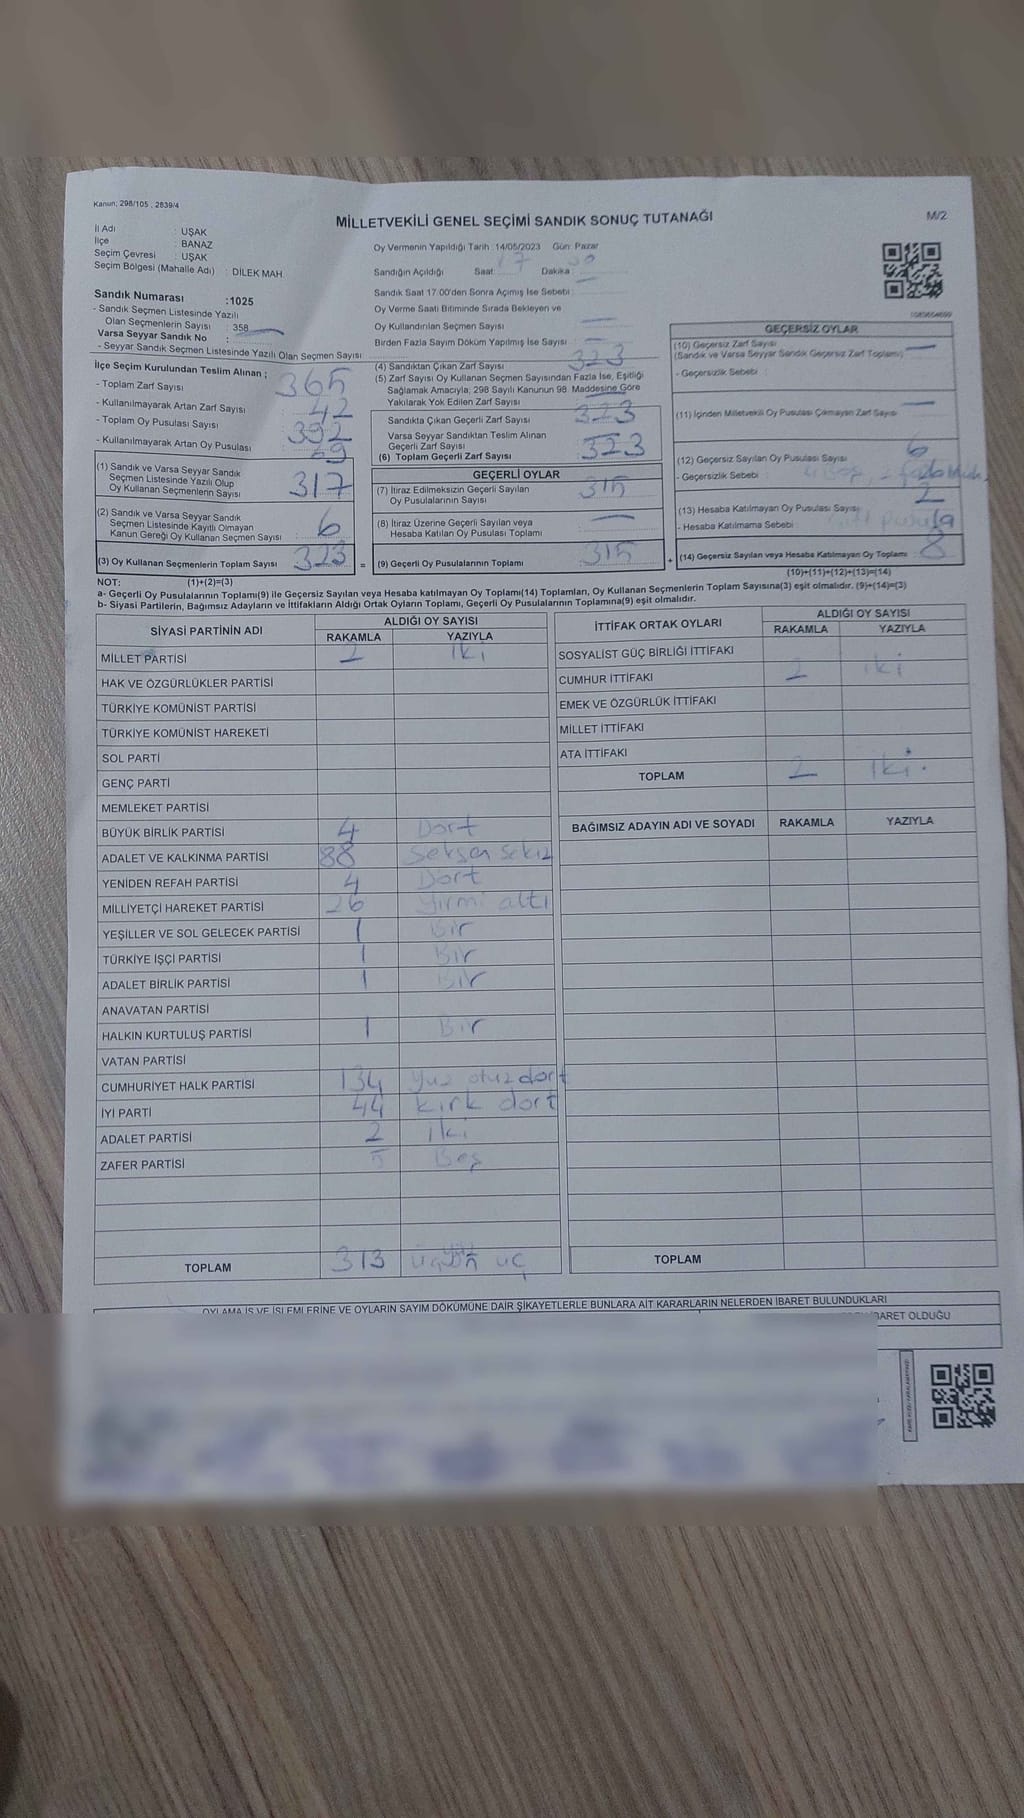 Kanun; 298/105 , 2839/4
MİLLETVEKİLİ GENEL SEÇİMİ SANDIK SONUÇ TUTANAĞI
M/2
İl Adı : UŞAK
İlçe : BANAZ
Seçim Çevresi : UŞAK
Seçim Bölgesi (Mahalle Adı) : DİLEK MAH
Sandık Numarası :1025
- Sandık Seçmen Listesinde Yazılı
Olan Seçmenlerin Sayısı : 358
Varsa Seyyar Sandık No :
- Seyyar Sandık Seçmen Listesinde Yazılı Olan Seçmen Sayısı
Oy Vermenin Yapıldığı Tarih :14/05/2023 Gün: Pazar
Sandığın Açıldığı Saat : 17 Dakika : 30
Sandık Saat 17.00'den Sonra Açımış İse Sebebi :
Oy Verme Saati Bitiminde Sırada Bekleyen ve
Oy Kullandırılan Seçmen Sayısı
Birden Fazla Sayım Döküm Yapılmış İse Sayısı
İlçe Seçim Kurulundan Teslim Alınan ;
- Toplam Zarf Sayısı 365
- Kullanılmayarak Artan Zarf Sayısı 42
- Toplam Oy Pusulası Sayısı 392
- Kullanılmayarak Artan Oy Pusulası 69
(1) Sandık ve Varsa Seyyar Sandık
Seçmen Listesinde Yazılı Olup
Oy Kullanan Seçmenlerin Sayısı 317
(2) Sandık ve Varsa Seyyar Sandık
Seçmen Listesinde Kayıtlı Olmayan
Kanun Gereği Oy Kullanan Seçmen Sayısı 6
(3) Oy Kullanan Seçmenlerin Toplam Sayısı 323
(4) Sandıktan Çıkan Zarf Sayısı 323
(5) Zarf Sayısı Oy Kullanan Seçmen Sayısından Fazla İse, Eşitliği
Sağlamak Amacıyla; 298 Sayılı Kanunun 98. Maddesine Göre
Yakılarak Yok Edilen Zarf Sayısı
Sandıkta Çıkan Geçerli Zarf Sayısı 323
Varsa Seyyar Sandıktan Teslim Alınan
Geçerli Zarf Sayısı
(6) Toplam Geçerli Zarf Sayısı 323
GEÇERLİ OYLAR
(7) İtiraz Edilmeksizin Geçerli Sayılan
Oy Pusulalarının Sayısı 315
(8) İtiraz Üzerine Geçerli Sayılan veya
Hesaba Katılan Oy Pusulası Toplamı
= (9) Geçerli Oy Pusulalarının Toplamı 315
GEÇERSİZ OYLAR
(10) Geçersiz Zarf Sayısı
(Sandık ve Varsa Seyyar Sandık Geçersiz Zarf Toplamı)
- Geçersizlik Sebebi :
(11) İçinden Milletvekili Oy Pusulası Çıkmayan Zarf Sayısı
(12) Geçersiz Sayılan Oy Pusulası Sayısı 6
- Geçersizlik Sebebi
(13) Hesaba Katılmayan Oy Pusulası Sayısı 2
- Hesaba Katılmama Sebebi pusula
+ (14) Geçersiz Sayılan veya Hesaba Katılmayan Oy Toplamı : 8
NOT: (1)+(2)=(3)
(10)+(11)+(12)+(13)=(14)
a- Geçerli Oy Pusulalarının Toplamı(9) ile Geçersiz Sayılan veya Hesaba katılmayan Oy Toplamı(14) Toplamları, Oy Kullanan Seçmenlerin Toplam Sayısına(3) eşit olmalıdır. (9)+(14)=(3)
b- Siyasi Partilerin, Bağımsız Adayların ve İttifakların Aldığı Ortak Oyların Toplamı, Geçerli Oy Pusulalarının Toplamına(9) eşit olmalıdır.
SİYASİ PARTİNİN ADI ALDIĞI OY SAYISI
RAKAMLA YAZIYLA
MİLLET PARTİSİ 2 iki
HAK VE ÖZGÜRLÜKLER PARTİSİ
TÜRKİYE KOMÜNİST PARTİSİ
TÜRKİYE KOMÜNİST HAREKETİ
SOL PARTİ
GENÇ PARTİ
MEMLEKET PARTİSİ
BÜYÜK BİRLİK PARTİSİ 4 Dört
ADALET VE KALKINMA PARTİSİ 88 Seksen sekiz
YENİDEN REFAH PARTİSİ 4 Dört
MİLLİYETÇİ HAREKET PARTİSİ 26 yirmi altı
YEŞİLLER VE SOL GELECEK PARTİSİ 1 Bir
TÜRKİYE İŞÇİ PARTİSİ 1 Bir
ADALET BİRLİK PARTİSİ 1 Bir
ANAVATAN PARTİSİ
HALKIN KURTULUŞ PARTİSİ 1 Bir
VATAN PARTİSİ
CUMHURİYET HALK PARTİSİ 134 yüz otuz dört
İYİ PARTİ 44 kırk dört
ADALET PARTİSİ 2 iki
ZAFER PARTİSİ 5 Beş
TOPLAM 313
İTTİFAK ORTAK OYLARI ALDIĞI OY SAYISI
RAKAMLA YAZIYLA
SOSYALİST GÜÇ BİRLİĞİ İTTİFAKI
CUMHUR İTTİFAKI 2 iki
EMEK VE ÖZGÜRLÜK İTTİFAKI
MİLLET İTTİFAKI
ATA İTTİFAKI
TOPLAM 2 iki.
BAĞIMSIZ ADAYIN ADI VE SOYADI RAKAMLA YAZIYLA
TOPLAM
OYLAMA İŞ VE İŞLEMLERİNE VE OYLARIN SAYIM DÖKÜMÜNE DAİR ŞİKAYETLERLE BUNLARA AİT KARARLARIN NELERDEN İBARET BULUNDUKLARI
İBARET OLDUĞU